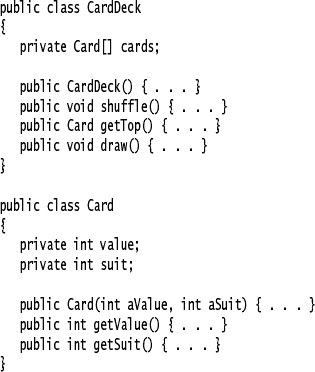 public class CardDeck
{
private Card[] cards;
public CardDeck() { . . . }
public void shuffle() { . . . }
public Card getTop() { . . . }
public void draw() { . . . }
}
public class Card
{
private int value;
private int suit;
public Card(int aValue, int aSuit) { . . . }
public int getValue() { . . . }
public int getSuit() { . . . }
}